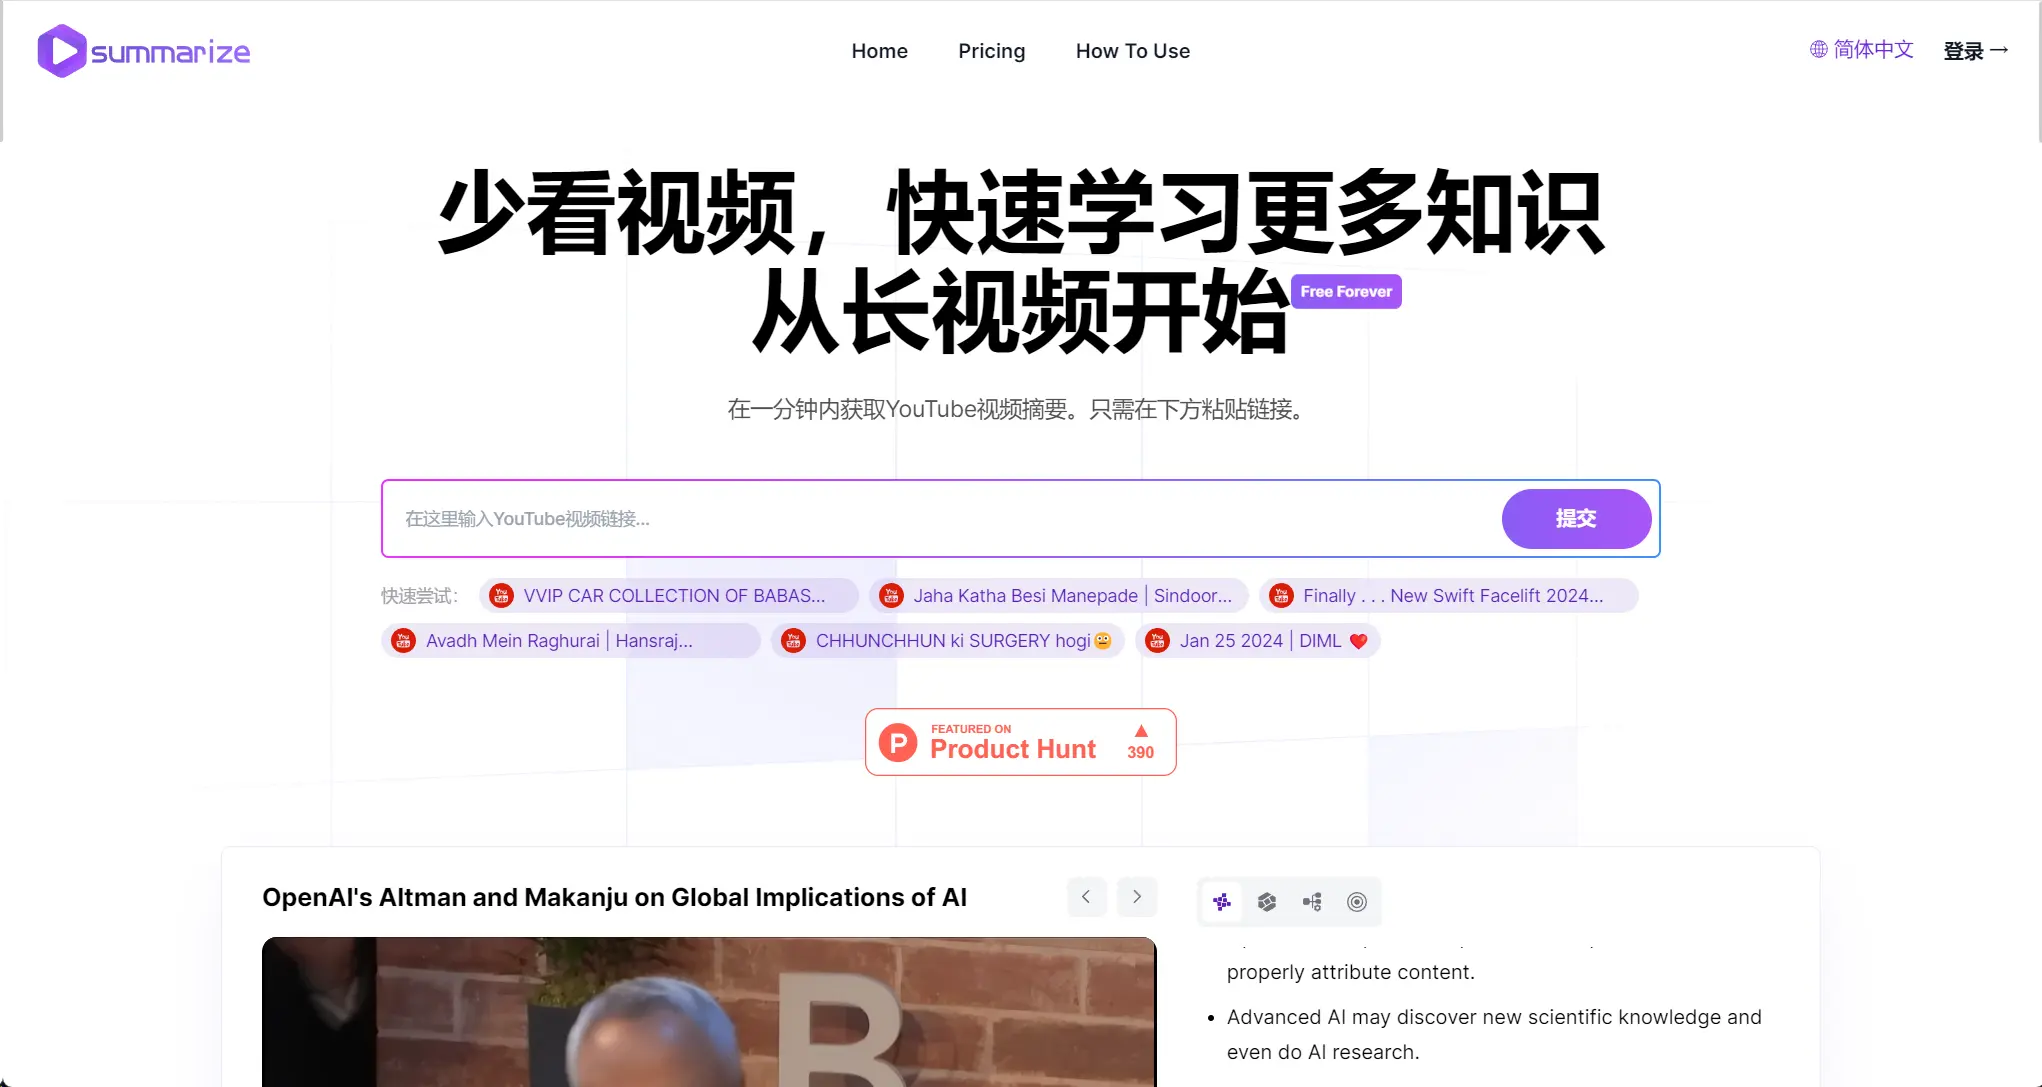 summarize
Home
Pricing
How To Use
简体中文
登录 →
少看视频，快速学习更多知识
从长视频开始
Free Forever
在一分钟内获取YouTube视频摘要。只需在下方粘贴链接。
在这里输入YouTube视频链接...
提交
快速尝试：
VVIP CAR COLLECTION OF BABAS...
Jaha Katha Besi Manepade | Sindoor...
Finally . . . New Swift Facelift 2024...
Avadh Mein Raghurai | Hansraj...
CHHUNCHHUN ki SURGERY hogi😐
Jan 25 2024 | DIML ❤️
FEATURED ON
Product Hunt
390
OpenAI's Altman and Makanju on Global Implications of AI
B
properly attribute content.
• Advanced AI may discover new scientific knowledge and
even do AI research.